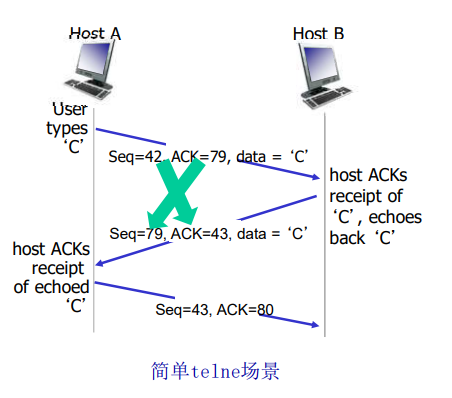 Host A
Host B
User
types
‘C’
Seq=42, ACK=79, data = ‘C’
host ACKs
receipt of
‘C’, echoes
back ‘C’
Seq=79, ACK=43, data = ‘C’
host ACKs
receipt
of echoed
‘C’
Seq=43, ACK=80
简单telne场景